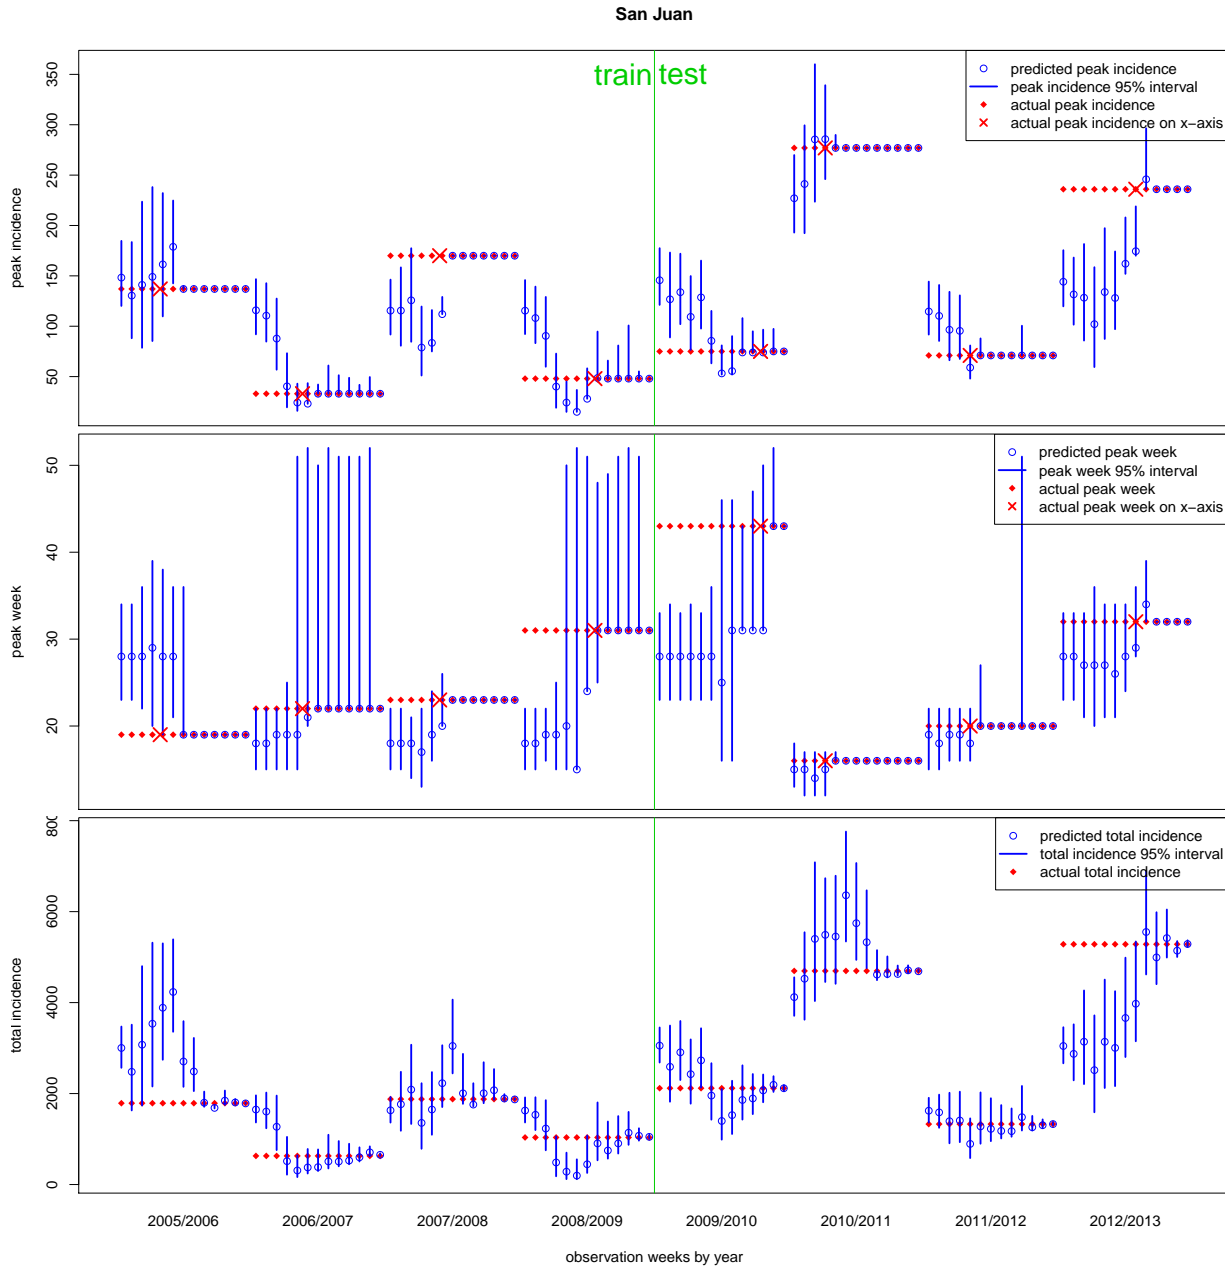 San Juan
train test
predicted peak incidence
peak incidence 95% interval
actual peak incidence
actual peak incidence on x−axis
350
300
250
200
150
100
50
peak incidence
predicted peak week
peak week 95% interval
actual peak week
actual peak week on x−axis
50
40
30
20
peak week
predicted total incidence
total incidence 95% interval
actual total incidence
8000
6000
4000
2000
0
total incidence
2005/2006 2006/2007 2007/2008 2008/2009 2009/2010 2010/2011 2011/2012 2012/2013
observation weeks by year